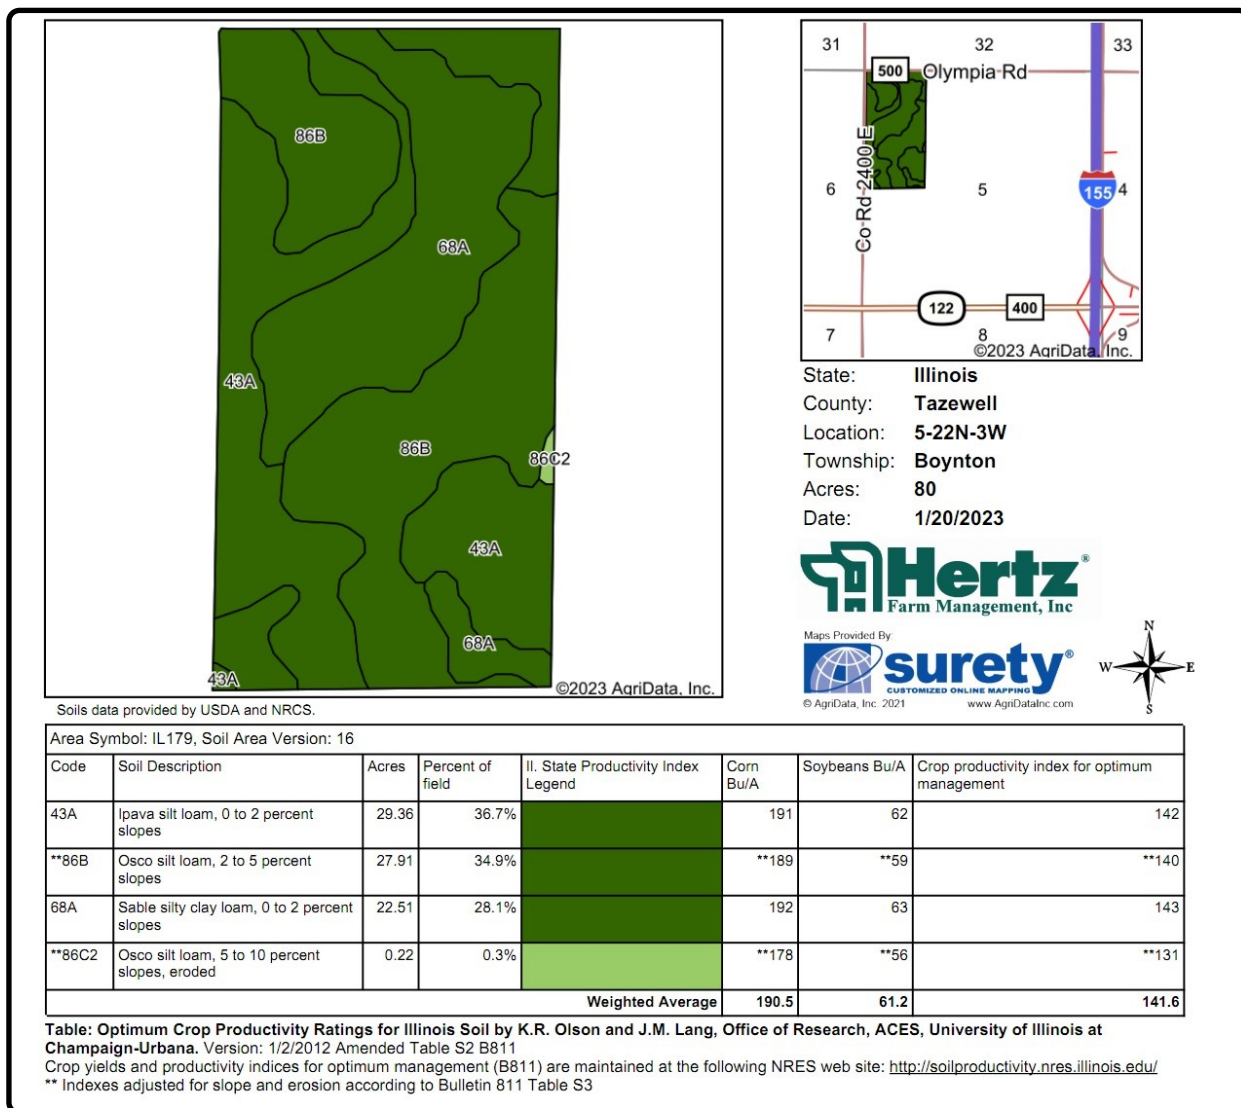 86B
68A
43A
86B
86C2
43A
68A
43A
©2023 AgriData, Inc.
31
32
33
500
Olympia Rd
Co Rd 2400 E
6
5
155
4
122
400
7
8
9
©2023 AgriData, Inc.
State: Illinois
County: Tazewell
Location: 5-22N-3W
Township: Boynton
Acres: 80
Date: 1/20/2023
Hertz®
Farm Management, Inc
Maps Provided By:
surety®
CUSTOMIZED ONLINE MAPPING
© AgriData, Inc. 2021 www.AgriDataInc.com
N
W E
S
Soils data provided by USDA and NRCS.
Area Symbol: IL179, Soil Area Version: 16
Code Soil Description Acres Percent of field II. State Productivity Index Legend Corn Bu/A Soybeans Bu/A Crop productivity index for optimum management
43A Ipava silt loam, 0 to 2 percent slopes 29.36 36.7% 191 62 142
**86B Osco silt loam, 2 to 5 percent slopes 27.91 34.9% **189 **59 **140
68A Sable silty clay loam, 0 to 2 percent slopes 22.51 28.1% 192 63 143
**86C2 Osco silt loam, 5 to 10 percent slopes, eroded 0.22 0.3% **178 **56 **131
Weighted Average 190.5 61.2 141.6
Table: Optimum Crop Productivity Ratings for Illinois Soil by K.R. Olson and J.M. Lang, Office of Research, ACES, University of Illinois at
Champaign-Urbana. Version: 1/2/2012 Amended Table S2 B811
Crop yields and productivity indices for optimum management (B811) are maintained at the following NRES web site: http://soilproductivity.nres.illinois.edu/
** Indexes adjusted for slope and erosion according to Bulletin 811 Table S3